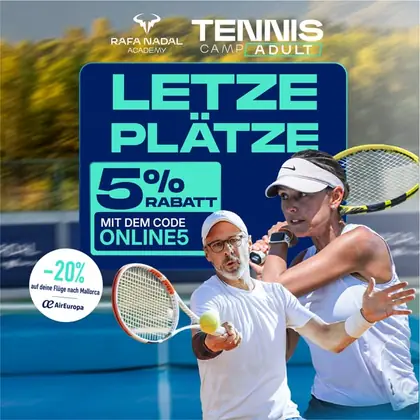 RAFA NADAL
ACADEMY
TENNIS
CAMP ADULT
LETZE
PLÄTZE
5%
RABATT
MIT DEM CODE
ONLINE5
-20%
auf deine Flüge nach Mallorca
AirEuropa